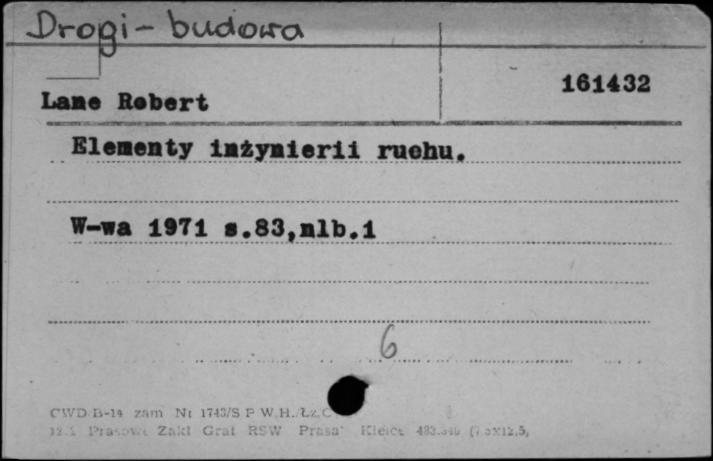 Drogi - budowa
161432
Lane Robert
Elementy inżynierii ruchu.
W-wa 1971 s.83,nlb.1
6
CWD B-14 zam Nr 1743/S P W.H./Łz.
Zakł Graf RSW Prasa Kielce